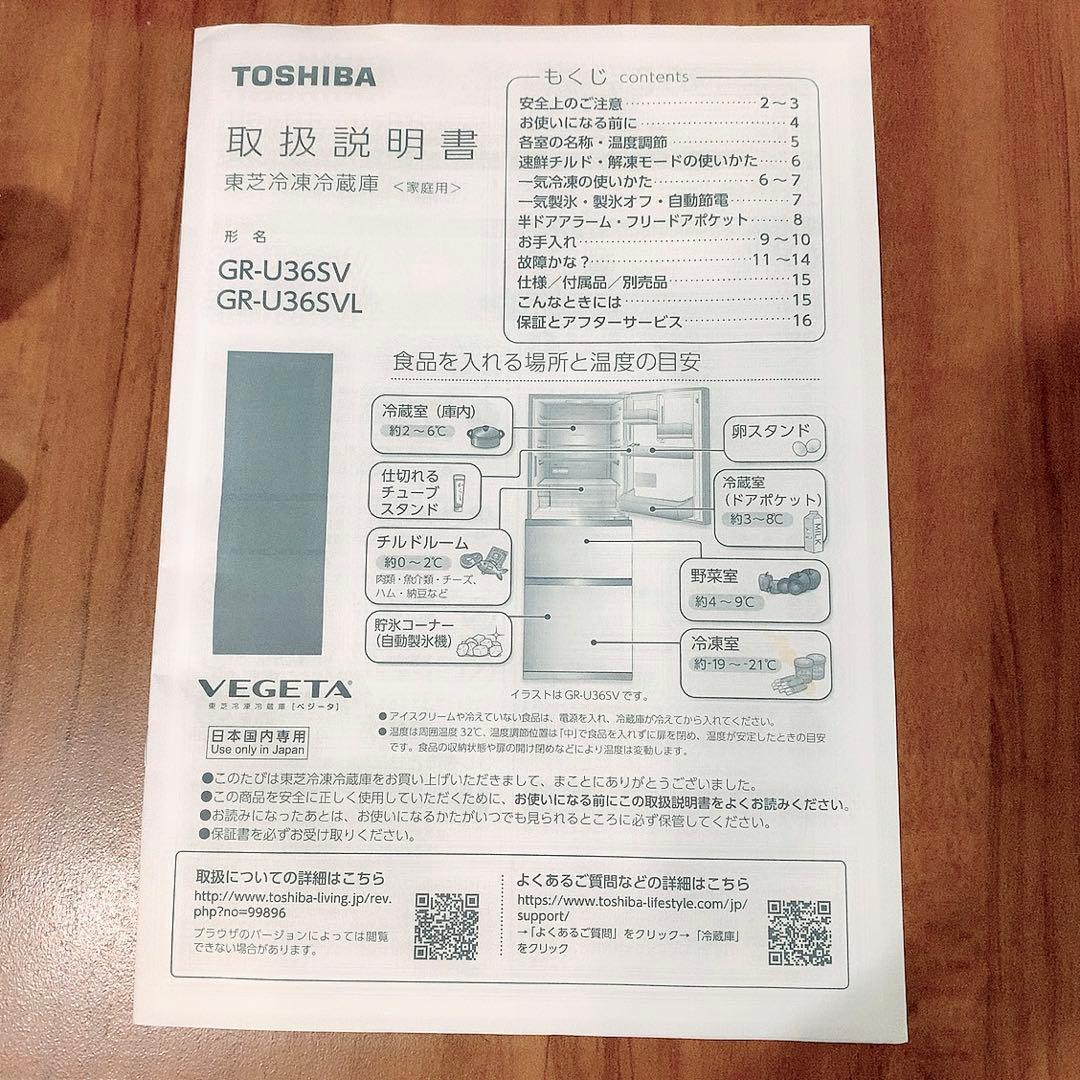 TOSHIBA
取扱説明書
東芝冷凍冷蔵庫 <家庭用>
形名
GR-U36SV
GR-U36SVL
もくじ contents
安全上のご注意 2～3
お使いになる前に 4
各室の名称・温度調節 5
速鮮チルド・解凍モードの使いかた 6
一気冷凍の使いかた 6～7
一気製氷・製氷オフ・自動節電 7
半ドアアラーム・フリードアポケット 8
お手入れ 9～10
故障かな? 11～14
仕様/付属品/別売品 15
こんなときには 15
保証とアフターサービス 16
食品を入れる場所と温度の目安
冷蔵室(庫内)
約2～6℃
仕切れる
チューブ
スタンド
チルドルーム
約0～2℃
肉類・魚介類・チーズ、
ハム・納豆など
貯氷コーナー
(自動製氷機)
卵スタンド
冷蔵室
(ドアポケット)
約3～8℃
MILK
野菜室
約4～9℃
冷凍室
約-19～-21℃
イラストはGR-U36SVです。
VEGETA®
東芝冷凍冷蔵庫[ベジータ]
日本国内専用
Use only in Japan
●アイスクリームや冷えていない食品は、電源を入れ、冷蔵庫が冷えてから入れてください。
●温度は周囲温度32℃、温度調節位置は「中」で食品を入れずに扉を閉め、温度が安定したときの目安
です。食品の収納状態や扉の開け閉めなどにより温度は変動します。
●このたびは東芝冷凍冷蔵庫をお買い上げいただきまして、まことにありがとうございました。
●この商品を安全に正しく使用していただくために、お使いになる前にこの取扱説明書をよくお読みください。
●お読みになったあとは、お使いになるかたがいつでも見られるところに必ず保管してください。
●保証書を必ずお受け取りください。
取扱についての詳細はこちら
http://www.toshiba-living.jp/rev.
php?no=99896
ブラウザのバージョンによっては閲覧
できない場合があります。
よくあるご質問などの詳細はこちら
https://www.toshiba-lifestyle.com/jp/
support/
→「よくあるご質問」をクリック→「冷蔵庫」
をクリック